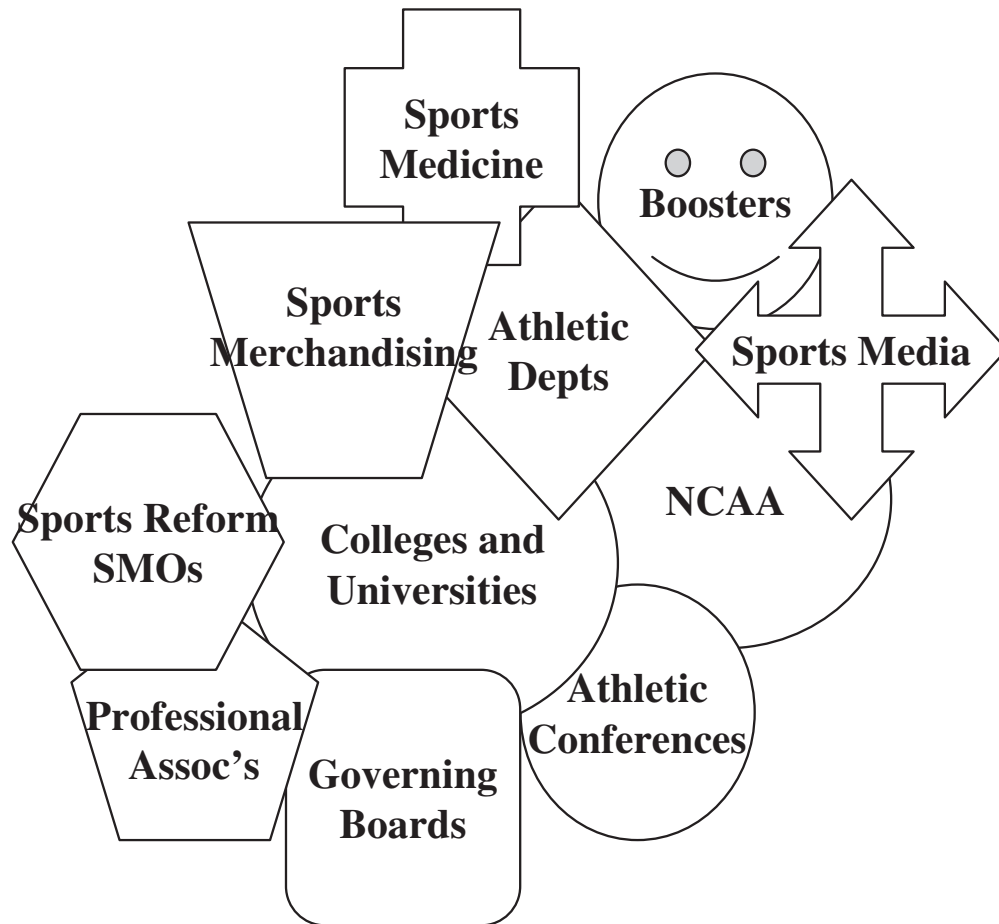 Sports
Medicine
Boosters
Sports
Merchandising
Athletic
Depts
Sports Media
Sports Reform
SMOs
Colleges and
Universities
NCAA
Professional
Assoc's
Governing
Boards
Athletic
Conferences